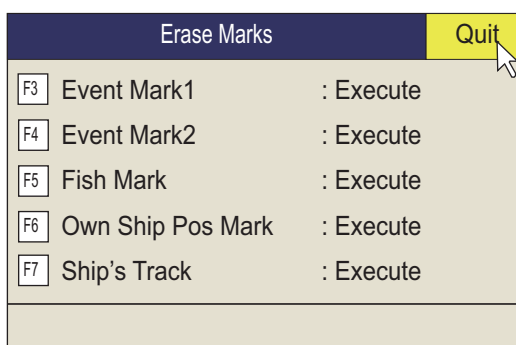 Erase Marks Quit
F3 Event Mark1 : Execute
F4 Event Mark2 : Execute
F5 Fish Mark : Execute
F6 Own Ship Pos Mark : Execute
F7 Ship's Track : Execute